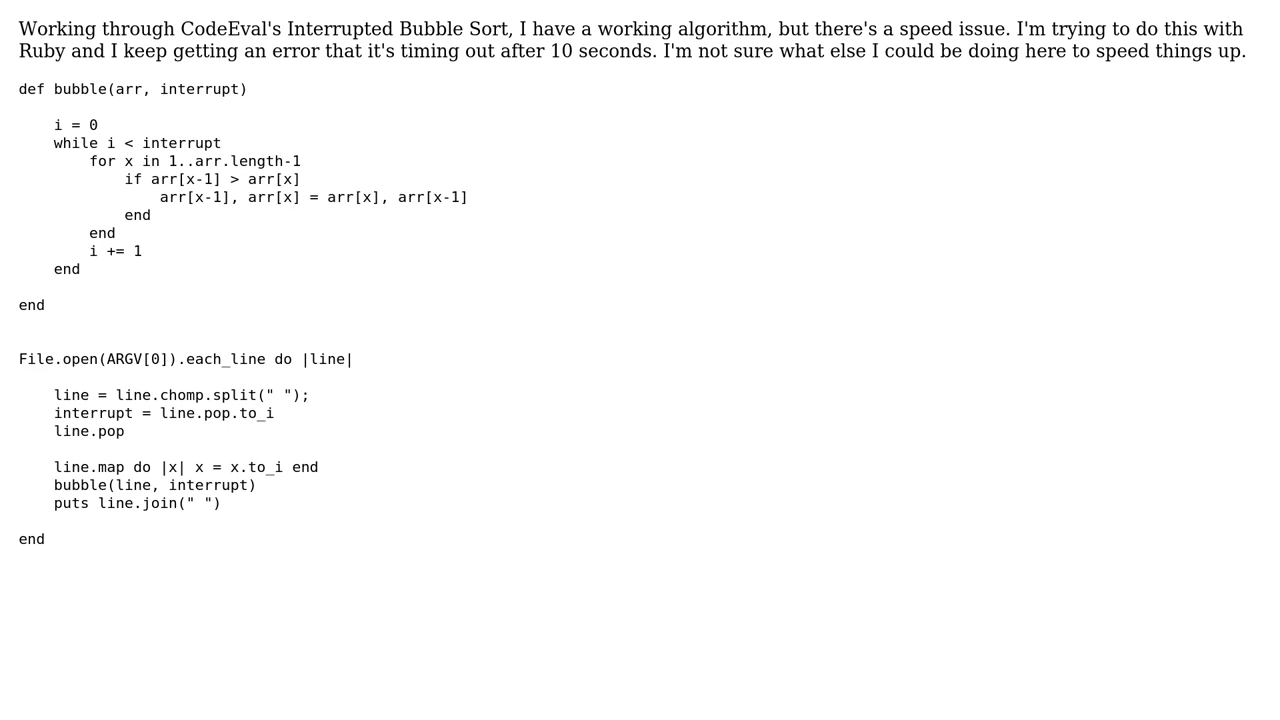 Working through CodeEval's Interrupted Bubble Sort, I have a working algorithm, but there's a speed issue. I'm trying to do this with
Ruby and I keep getting an error that it's timing out after 10 seconds. I'm not sure what else I could be doing here to speed things up.
def bubble(arr, interrupt)
    i = 0
    while i < interrupt
        for x in 1..arr.length-1
            if arr[x-1] > arr[x]
                arr[x-1], arr[x] = arr[x], arr[x-1]
            end
        end
        i += 1
    end
end
File.open(ARGV[0]).each_line do |line|
    line = line.chomp.split(" ");
    interrupt = line.pop.to_i
    line.pop
    line.map do |x| x = x.to_i end
    bubble(line, interrupt)
    puts line.join(" ")
end